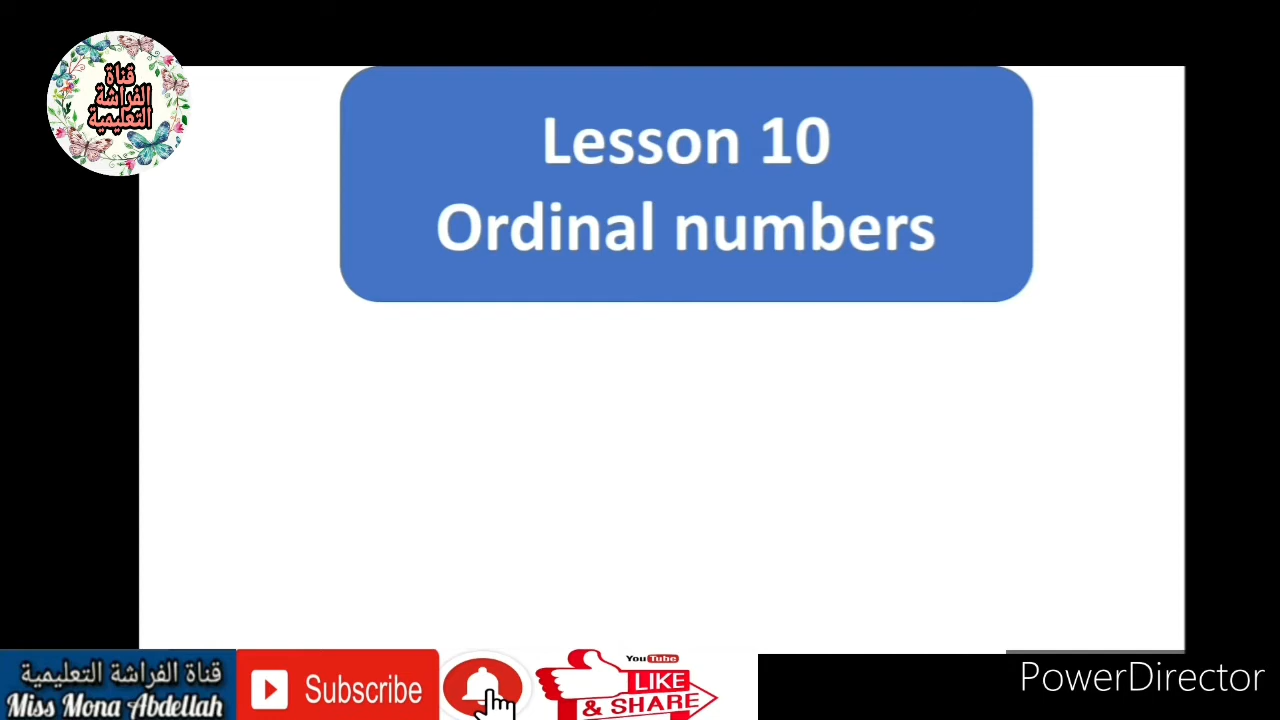 قناة
الفراشة
التعليمية
Lesson 10
Ordinal numbers
قناة الفراشة التعليمية
Miss Mona Abdellah
Subscribe
YouTube
LIKE
& SHARE
PowerDirector